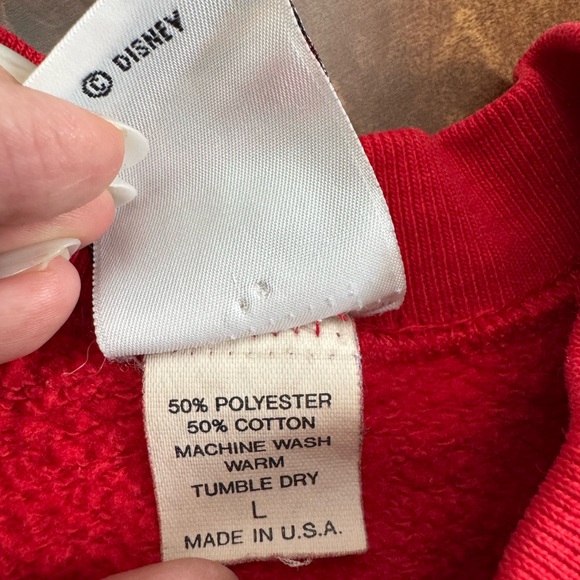 © DISNEY
50% POLYESTER
50% COTTON
MACHINE WASH
WARM
TUMBLE DRY
L
MADE IN U.S.A.